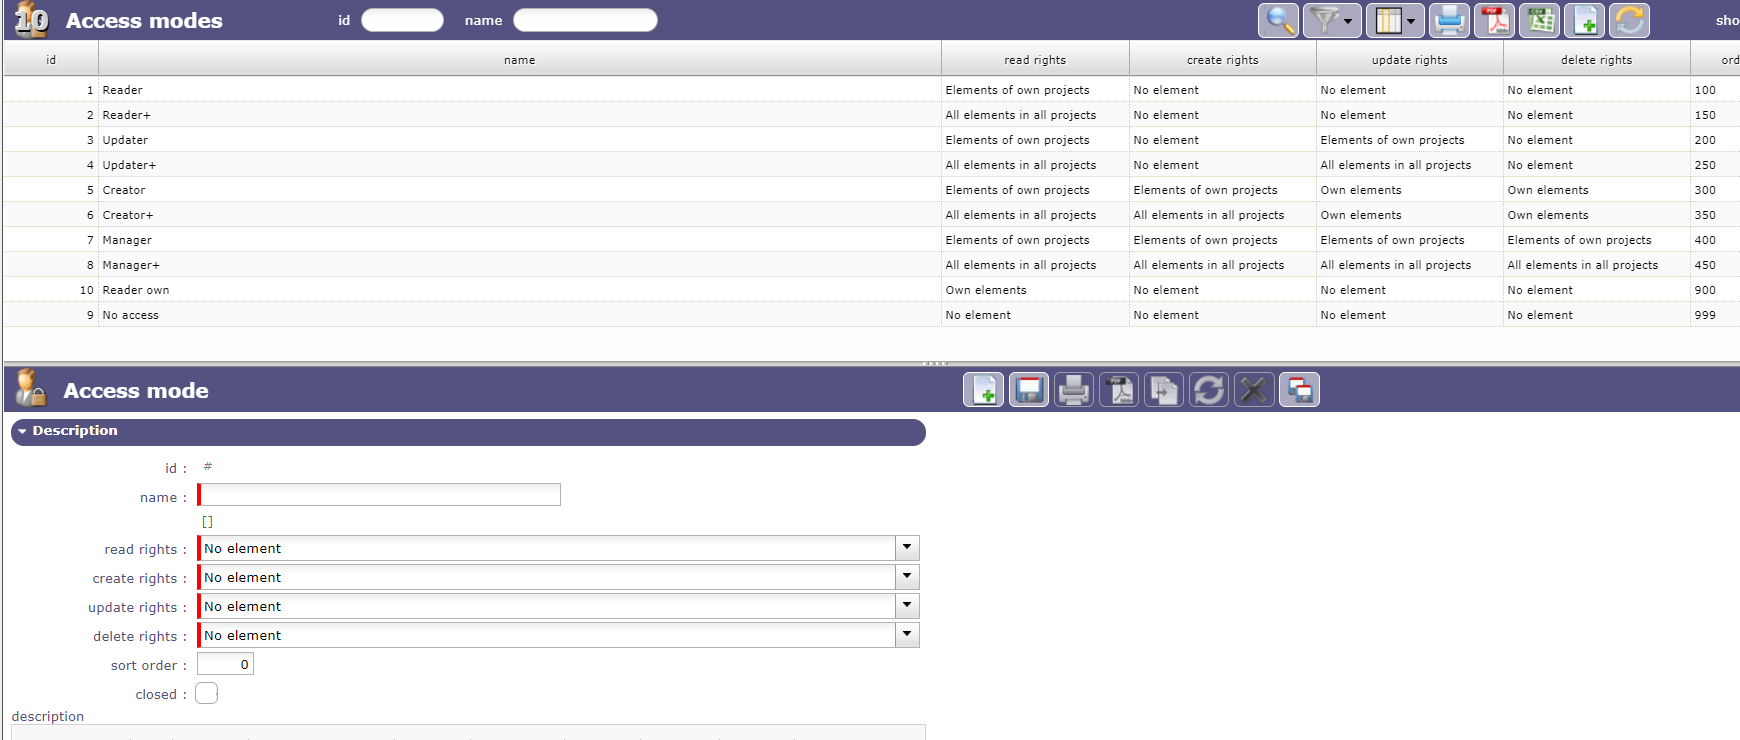 10 Access modes id name sho
id name read rights create rights update rights delete rights ord
1 Reader Elements of own projects No element No element No element 100
2 Reader+ All elements in all projects No element No element No element 150
3 Updater Elements of own projects No element Elements of own projects No element 200
4 Updater+ All elements in all projects No element All elements in all projects No element 250
5 Creator Elements of own projects Elements of own projects Own elements Own elements 300
6 Creator+ All elements in all projects All elements in all projects Own elements Own elements 350
7 Manager Elements of own projects Elements of own projects Elements of own projects Elements of own projects 400
8 Manager+ All elements in all projects All elements in all projects All elements in all projects All elements in all projects 450
10 Reader own Own elements No element No element No element 900
9 No access No element No element No element No element 999
Access mode
Description
id : #
name :
[]
read rights : No element
create rights : No element
update rights : No element
delete rights : No element
sort order : 0
closed :
description